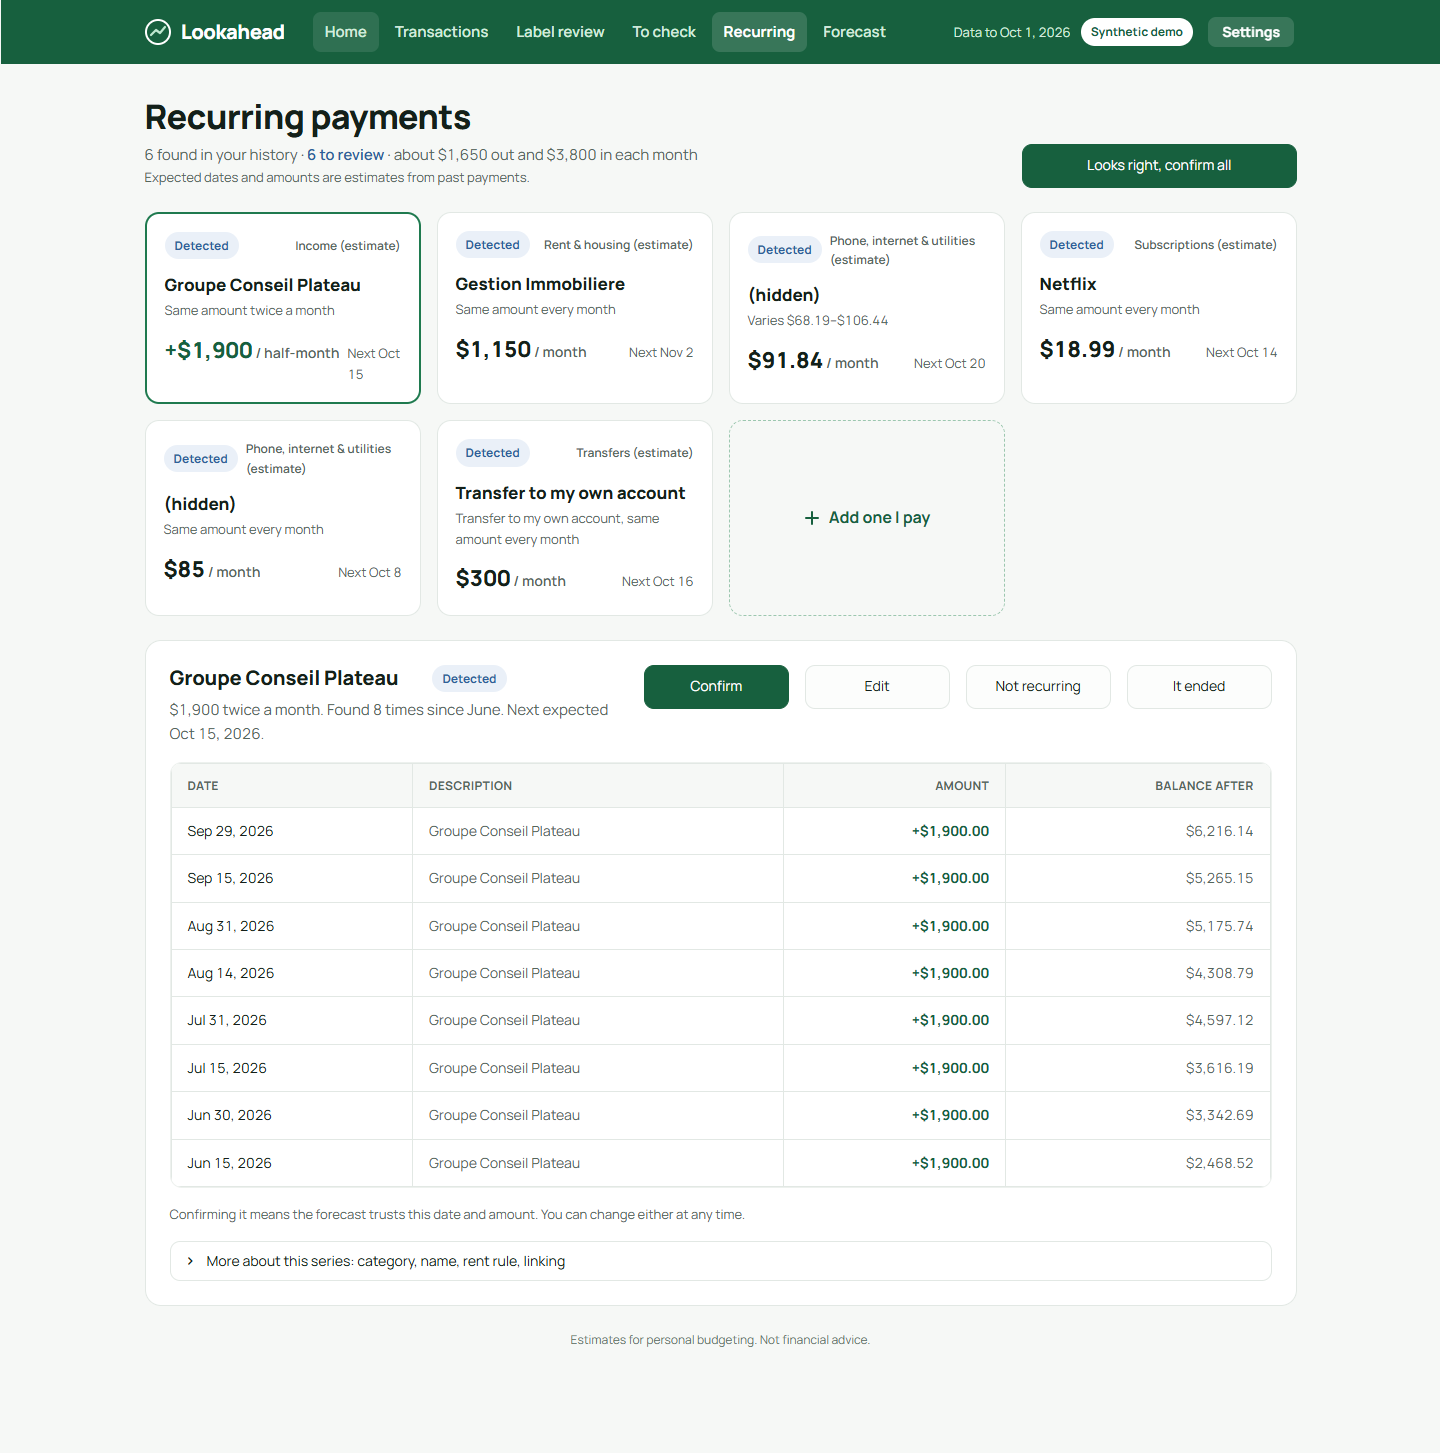 Lookahead Home Transactions Label review To check Recurring Forecast Data to Oct 1, 2026 Synthetic demo Settings
Recurring payments
6 found in your history · 6 to review · about $1,650 out and $3,800 in each month
Expected dates and amounts are estimates from past payments.
Looks right, confirm all
Detected Income (estimate)
Groupe Conseil Plateau
Same amount twice a month
+$1,900 / half-month Next Oct
15
Detected Rent & housing (estimate)
Gestion Immobiliere
Same amount every month
$1,150 / month Next Nov 2
Detected Phone, internet & utilities
(estimate)
(hidden)
Varies $68.19–$106.44
$91.84 / month Next Oct 20
Detected Subscriptions (estimate)
Netflix
Same amount every month
$18.99 / month Next Oct 14
Detected Phone, internet & utilities
(estimate)
(hidden)
Same amount every month
$85 / month Next Oct 8
Detected Transfers (estimate)
Transfer to my own account
Transfer to my own account, same
amount every month
$300 / month Next Oct 16
+ Add one I pay
Groupe Conseil Plateau Detected
$1,900 twice a month. Found 8 times since June. Next expected
Oct 15, 2026.
Confirm Edit Not recurring It ended
DATE DESCRIPTION AMOUNT BALANCE AFTER
Sep 29, 2026 Groupe Conseil Plateau +$1,900.00 $6,216.14
Sep 15, 2026 Groupe Conseil Plateau +$1,900.00 $5,265.15
Aug 31, 2026 Groupe Conseil Plateau +$1,900.00 $5,175.74
Aug 14, 2026 Groupe Conseil Plateau +$1,900.00 $4,308.79
Jul 31, 2026 Groupe Conseil Plateau +$1,900.00 $4,597.12
Jul 15, 2026 Groupe Conseil Plateau +$1,900.00 $3,616.19
Jun 30, 2026 Groupe Conseil Plateau +$1,900.00 $3,342.69
Jun 15, 2026 Groupe Conseil Plateau +$1,900.00 $2,468.52
Confirming it means the forecast trusts this date and amount. You can change either at any time.
More about this series: category, name, rent rule, linking
Estimates for personal budgeting. Not financial advice.